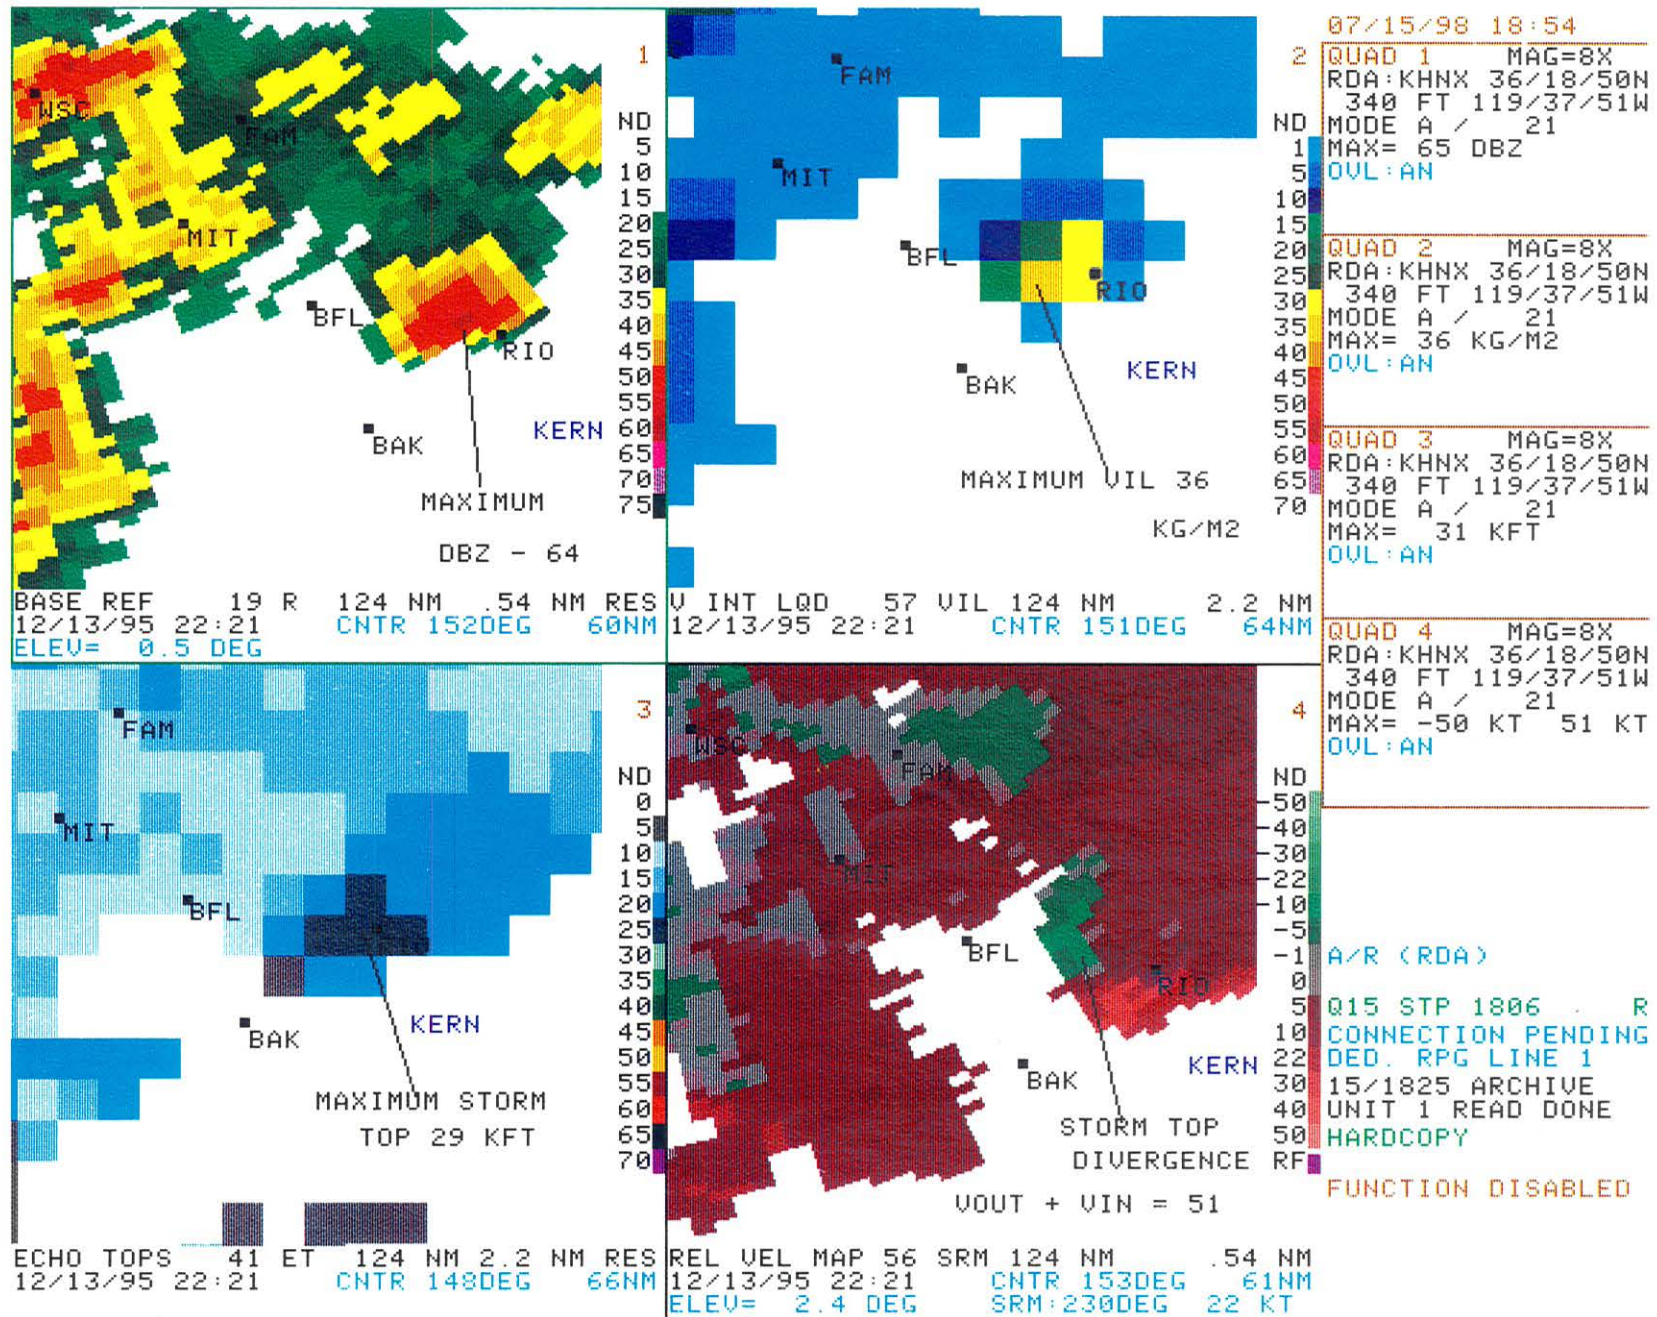 1
WSC
FAM
MIT
BFL
RIO
BAK
KERN
MAXIMUM
DBZ - 64
ND
5
10
15
20
25
30
35
40
45
50
55
60
65
70
75
BASE REF 19 R 124 NM .54 NM RES
12/13/95 22:21 CNTR 152DEG 60NM
ELEV= 0.5 DEG
2
FAM
MIT
BFL
RIO
BAK
KERN
MAXIMUM VIL 36
KG/M2
ND
1
5
10
15
20
25
30
35
40
45
50
55
60
65
70
V INT LQD 57 VIL 124 NM 2.2 NM
12/13/95 22:21 CNTR 151DEG 64NM
3
FAM
MIT
BFL
BAK
KERN
MAXIMUM STORM
TOP 29 KFT
ND
0
5
10
15
20
25
30
35
40
45
50
55
60
65
70
ECHO TOPS 41 ET 124 NM 2.2 NM RES
12/13/95 22:21 CNTR 148DEG 66NM
4
WSC
FAM
MIT
BFL
RIO
BAK
KERN
STORM TOP
DIVERGENCE
VOUT + VIN = 51
ND
-50
-40
-30
-22
-10
-5
-1
0
5
10
22
30
40
50
RF
REL VEL MAP 56 SRM 124 NM .54 NM
12/13/95 22:21 CNTR 153DEG 61NM
ELEV= 2.4 DEG SRM:230DEG 22 KT
07/15/98 18:54
QUAD 1 MAG=8X
RDA:KHNX 36/18/50N
340 FT 119/37/51W
MODE A / 21
MAX= 65 DBZ
OVL:AN
QUAD 2 MAG=8X
RDA:KHNX 36/18/50N
340 FT 119/37/51W
MODE A / 21
MAX= 36 KG/M2
OVL:AN
QUAD 3 MAG=8X
RDA:KHNX 36/18/50N
340 FT 119/37/51W
MODE A / 21
MAX= 31 KFT
OVL:AN
QUAD 4 MAG=8X
RDA:KHNX 36/18/50N
340 FT 119/37/51W
MODE A / 21
MAX= -50 KT 51 KT
OVL:AN
A/R (RDA)
Q15 STP 1806 . R
CONNECTION PENDING
DED. RPG LINE 1
15/1825 ARCHIVE
UNIT 1 READ DONE
HARDCOPY
FUNCTION DISABLED